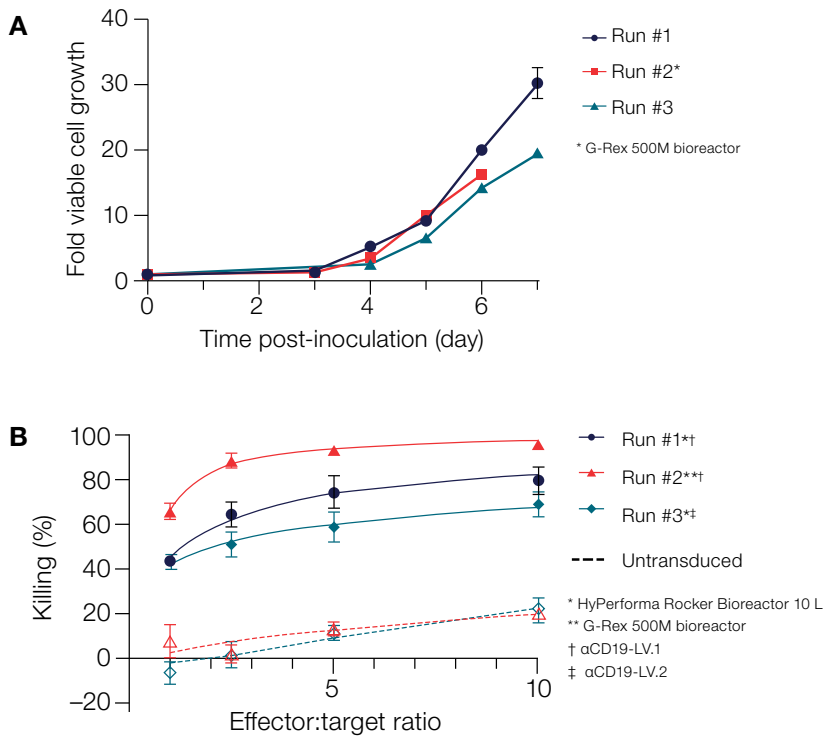 A
Fold viable cell growth
40
30
20
10
0
0
2
4
6
Time post-inoculation (day)
Run #1
Run #2*
Run #3
* G-Rex 500M bioreactor
B
Killing (%)
100
80
60
40
20
0
−20
5
10
Effector:target ratio
Run #1*†
Run #2**†
Run #3*‡
Untransduced
* HyPerforma Rocker Bioreactor 10 L
** G-Rex 500M bioreactor
† αCD19-LV.1
‡ αCD19-LV.2